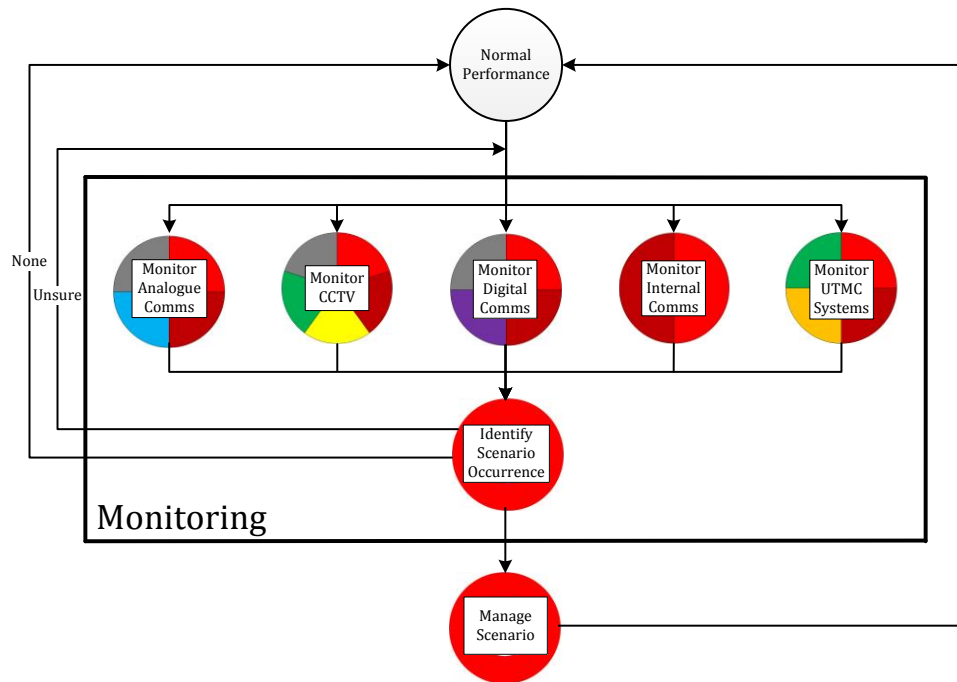 Normal
Performance
None
Unsure
Monitor
Analogue
Comms
Monitor
CCTV
Monitor
Digital
Comms
Monitor
Internal
Comms
Monitor
UTMC
Systems
Identify
Scenario
Occurrence
Monitoring
Manage
Scenario